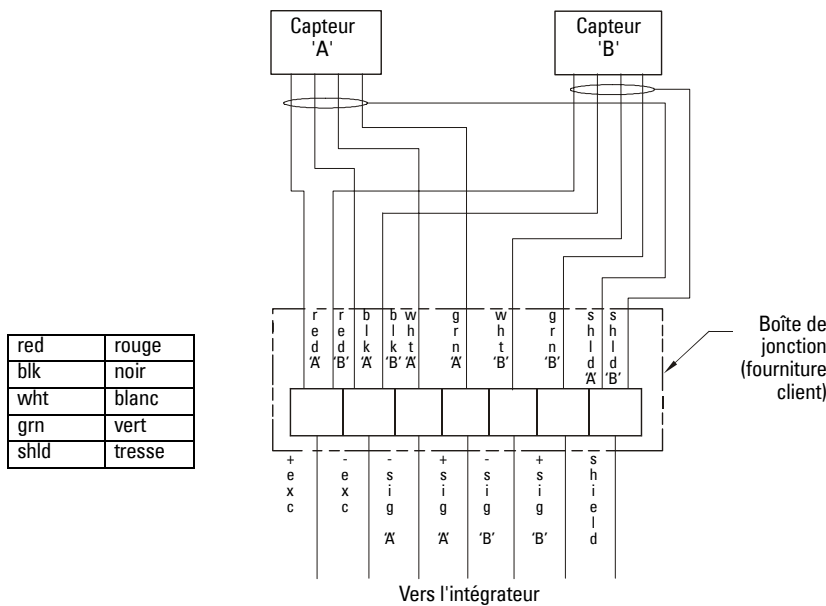 Capteur
'A'
Capteur
'B'
red 'A'
red 'B'
blk 'A'
blk 'B'
wht 'A'
grn 'A'
wht 'B'
grn 'B'
shld 'A'
shld 'B'
Boîte de
jonction
(fourniture
client)
red rouge
blk noir
wht blanc
grn vert
shld tresse
+exc
-exc
-sig 'A'
+sig 'A'
-sig 'B'
+sig 'B'
shield
Vers l'intégrateur